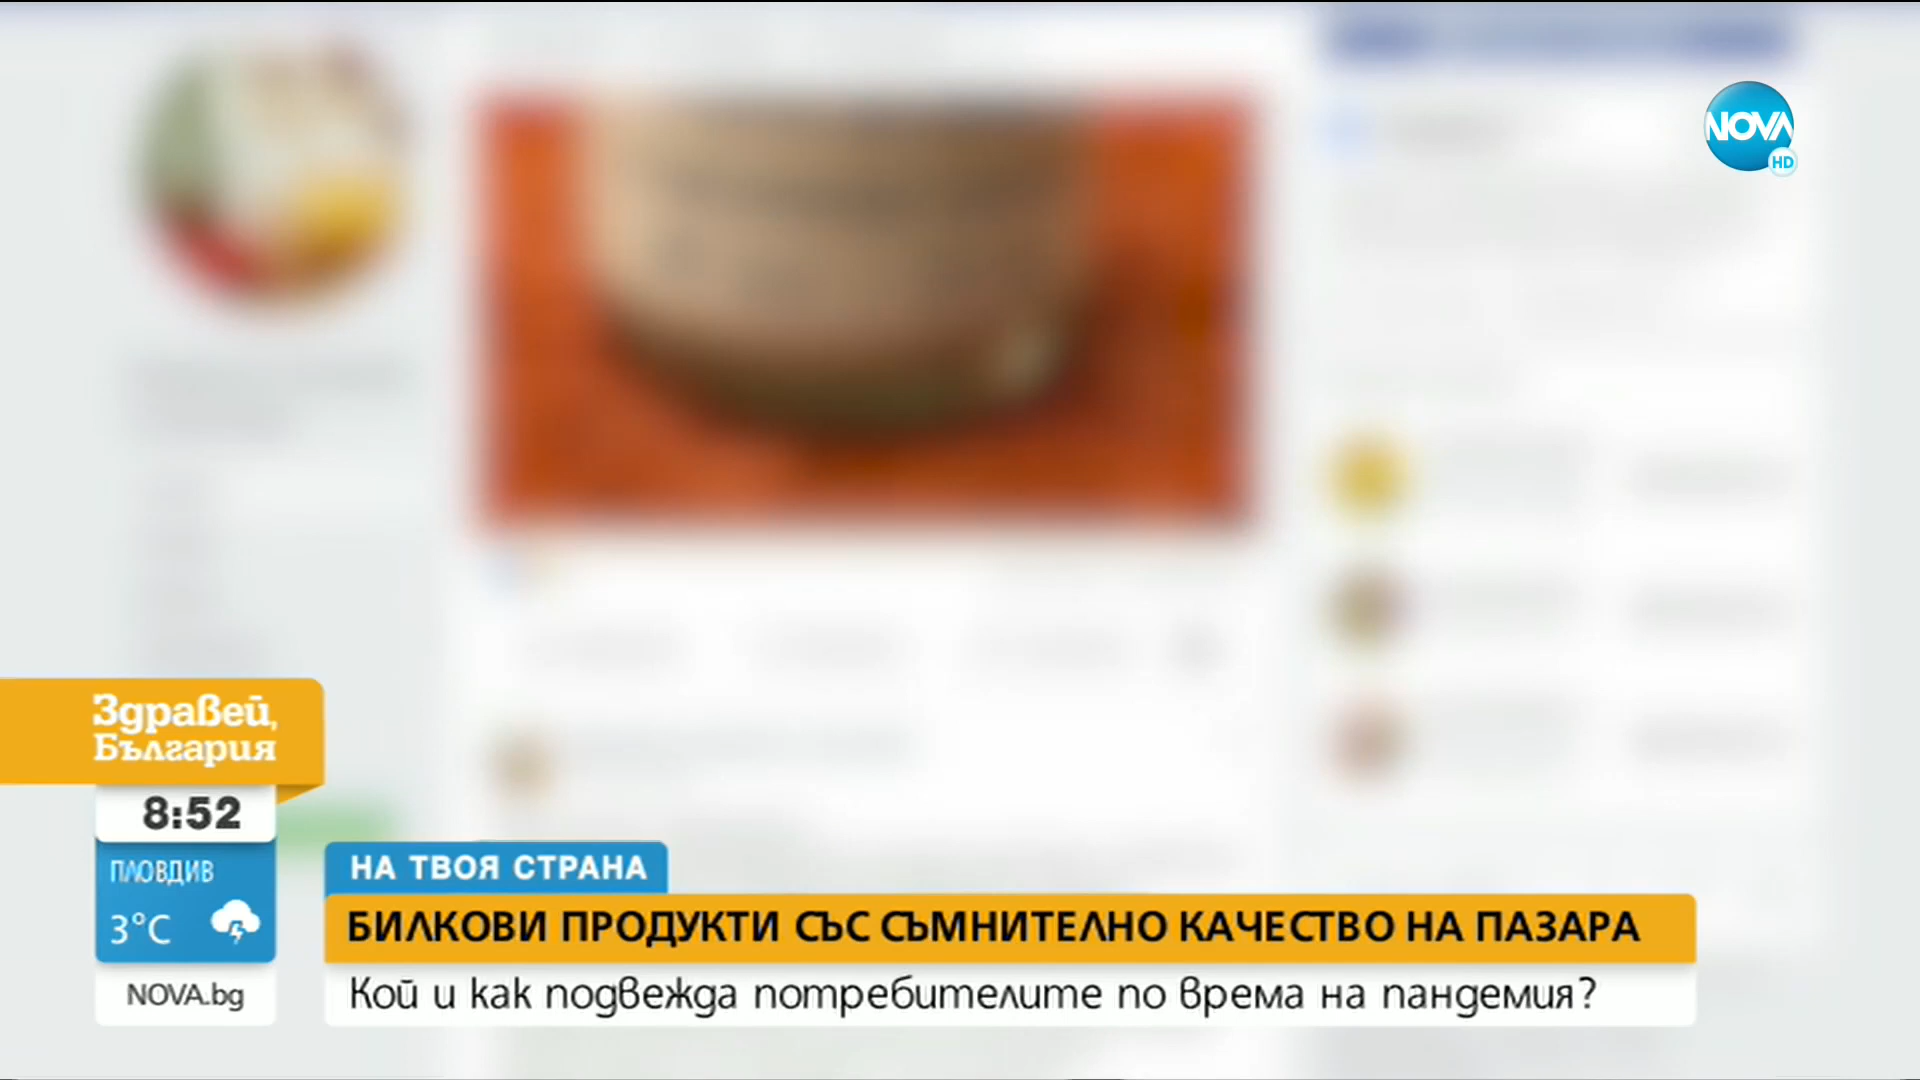 NOVA
HD
Здравей,
България
8:52
ПЛОВДИВ
3°C
NOVA.bg
НА ТВОЯ СТРАНА
БИЛКОВИ ПРОДУКТИ СЪС СЪМНИТЕЛНО КАЧЕСТВО НА ПАЗАРА
Кой и как подвежда потребителите по време на пандемия?